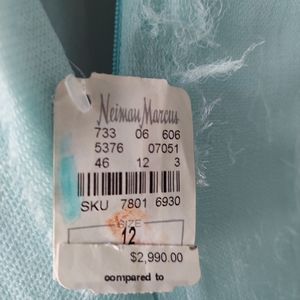 Neiman Marcus
733 06 606
5376 07051
46 12 3
SKU 7801 6930
SIZE
12
$2,990.00
compared to